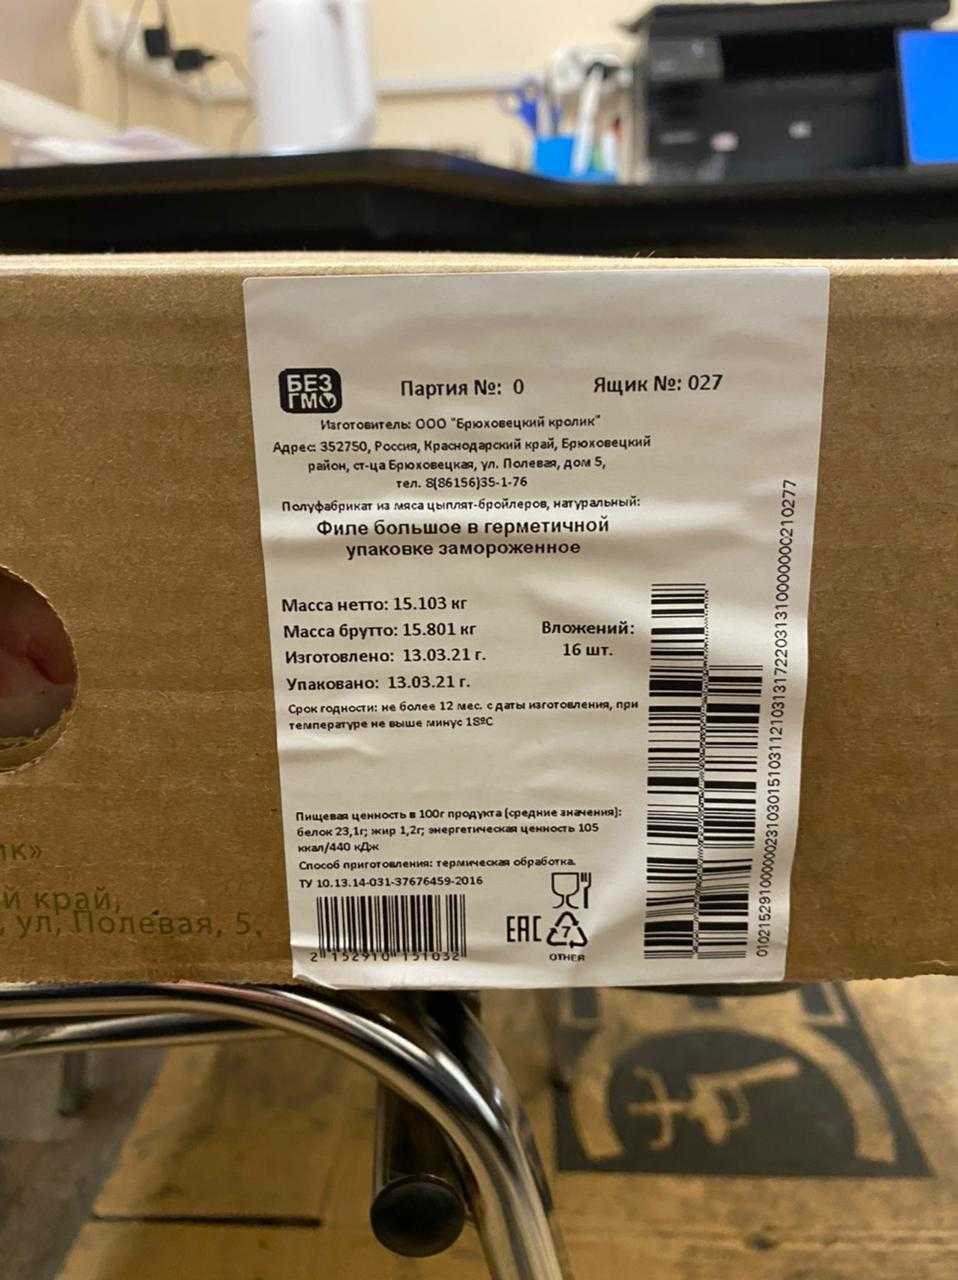 БЕЗ ГМО
Партия №: 0
Ящик №: 027
Изготовитель: ООО "Брюховецкий кролик"
Адрес: 352750, Россия, Краснодарский край, Брюховецкий
район, ст-ца Брюховецкая, ул. Полевая, дом 5,
тел. 8(86156)35-1-76
Полуфабрикат из мяса цыплят-бройлеров, натуральный:
Филе большое в герметичной
упаковке замороженное
Масса нетто: 15.103 кг
Масса брутто: 15.801 кг
Вложений:
16 шт.
Изготовлено: 13.03.21 г.
Упаковано: 13.03.21 г.
Срок годности: не более 12 мес. с даты изготовления, при
температуре не выше минус 18ºС
Пищевая ценность в 100г продукта (средние значения):
белок 23,1г; жир 1,2г; энергетическая ценность 105
ккал/440 кДж
Способ приготовления: термическая обработка.
ТУ 10.13.14-031-37676459-2016
2 152910 151032
EAC
7
OTHER
ик»
й край,
, ул, Полевая, 5,